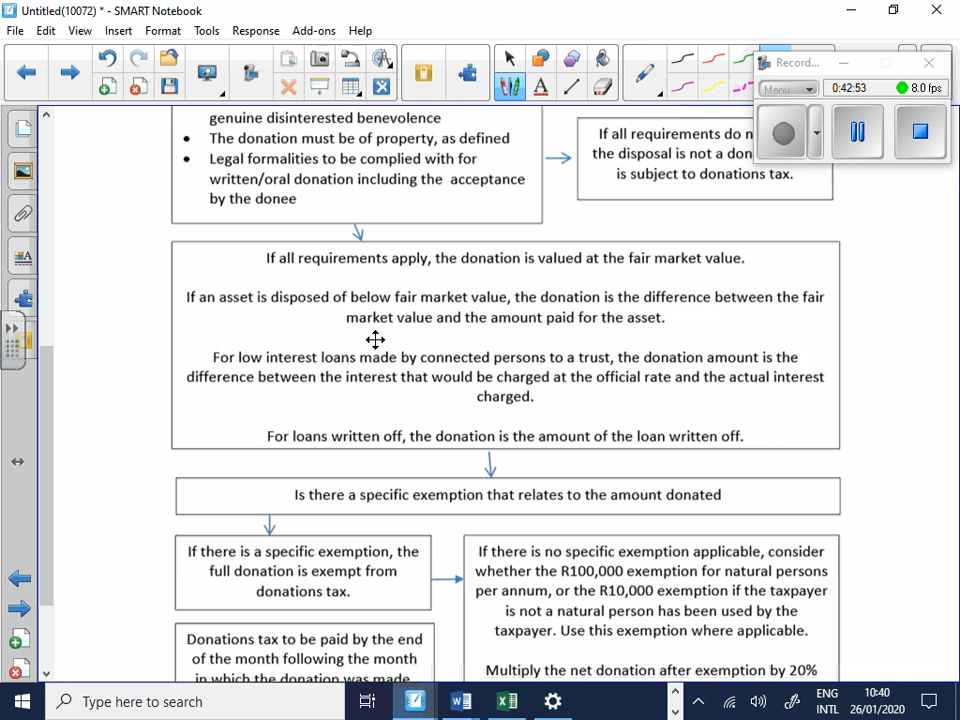 Untitled(10072) * - SMART Notebook
File Edit View Insert Format Tools Response Add-ons Help
Record...
Menu
0:42:53
8.0 fps
genuine disinterested benevolence
• The donation must be of property, as defined
• Legal formalities to be complied with for
written/oral donation including the acceptance
by the donee
If all requirements do
the disposal is not a
is subject to donations tax.
If all requirements apply, the donation is valued at the fair market value.
If an asset is disposed of below fair market value, the donation is the difference between the fair
market value and the amount paid for the asset.
For low interest loans made by connected persons to a trust, the donation amount is the
difference between the interest that would be charged at the official rate and the actual interest
charged.
For loans written off, the donation is the amount of the loan written off.
Is there a specific exemption that relates to the amount donated
If there is a specific exemption, the
full donation is exempt from
donations tax.
If there is no specific exemption applicable, consider
whether the R100,000 exemption for natural persons
per annum, or the R10,000 exemption if the taxpayer
is not a natural person has been used by the
taxpayer. Use this exemption where applicable.
Multiply the net donation after exemption by 20%
Donations tax to be paid by the end
of the month following the month
in which the donation was made
Type here to search
ENG
INTL
10:40
26/01/2020